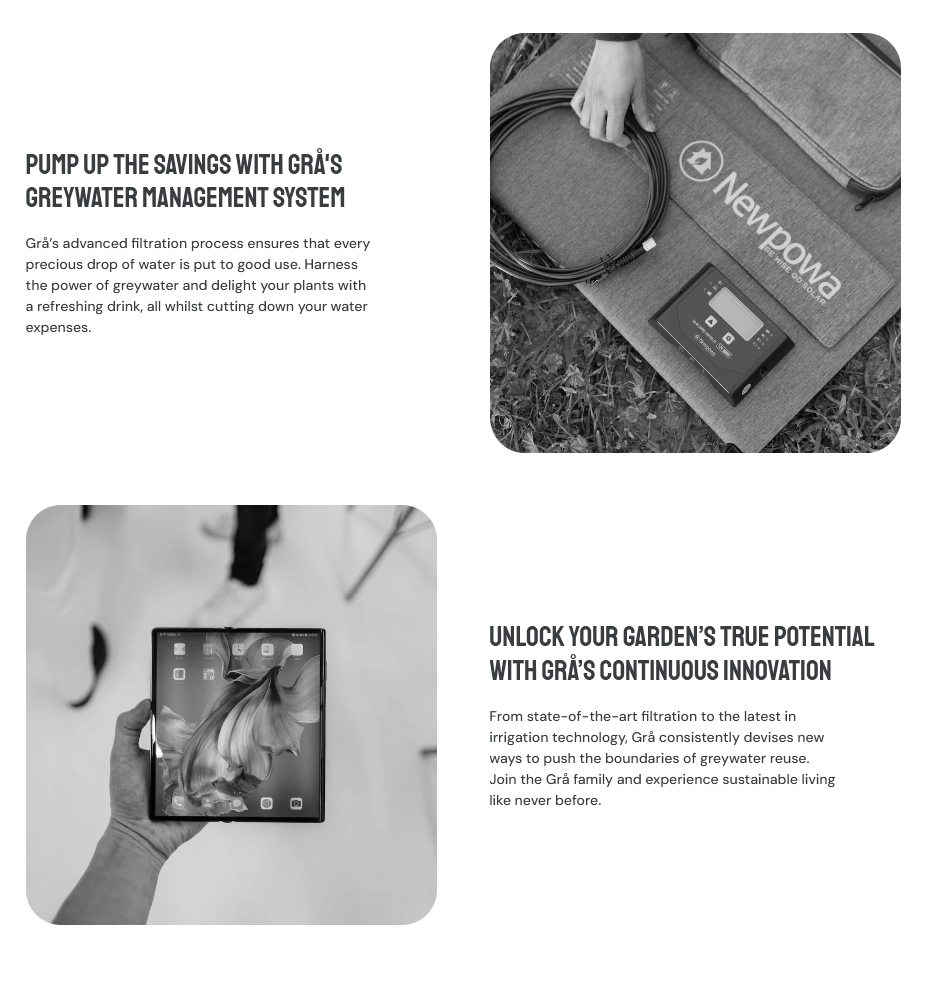 PUMP UP THE SAVINGS WITH GRÅ'S
GREYWATER MANAGEMENT SYSTEM
Grå’s advanced filtration process ensures that every
precious drop of water is put to good use. Harness
the power of greywater and delight your plants with
a refreshing drink, all whilst cutting down your water
expenses.
Newpowa
BE WISE GO SOLAR
Newpowa
UNLOCK YOUR GARDEN’S TRUE POTENTIAL
WITH GRÅ’S CONTINUOUS INNOVATION
From state-of-the-art filtration to the latest in
irrigation technology, Grå consistently devises new
ways to push the boundaries of greywater reuse.
Join the Grå family and experience sustainable living
like never before.